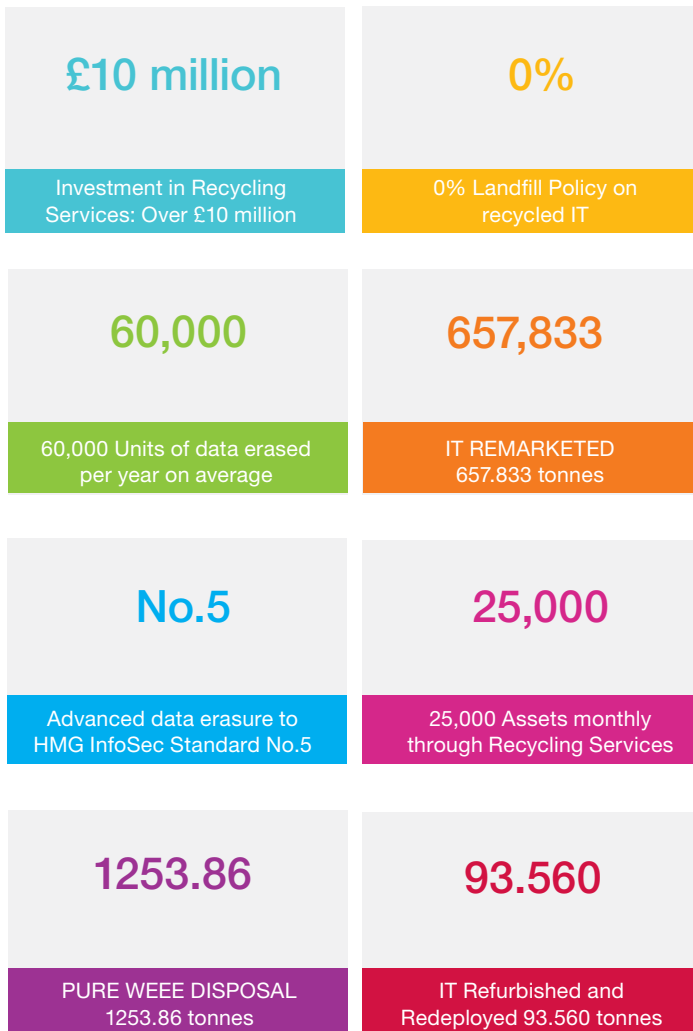 £10 million
Investment in Recycling
Services: Over £10 million
0%
0% Landfill Policy on
recycled IT
60,000
60,000 Units of data erased
per year on average
657,833
IT REMARKETED
657.833 tonnes
No.5
Advanced data erasure to
HMG InfoSec Standard No.5
25,000
25,000 Assets monthly
through Recycling Services
1253.86
PURE WEEE DISPOSAL
1253.86 tonnes
93.560
IT Refurbished and
Redeployed 93.560 tonnes